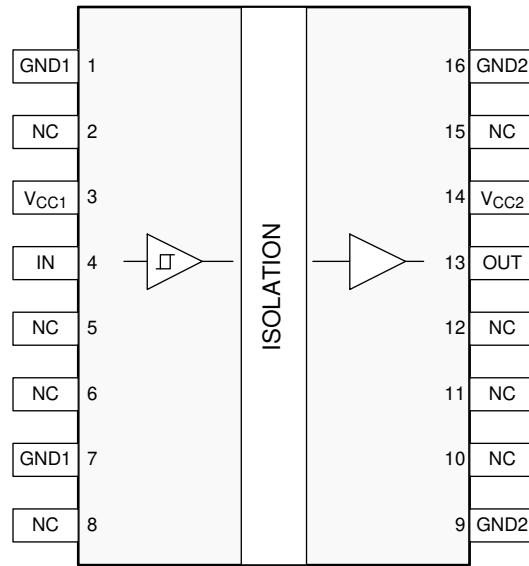 GND1 1 16 GND2
NC 2 15 NC
VCC1 3 14 VCC2
IN 4 13 OUT
ISOLATION
NC 5 12 NC
NC 6 11 NC
GND1 7 10 NC
NC 8 9 GND2